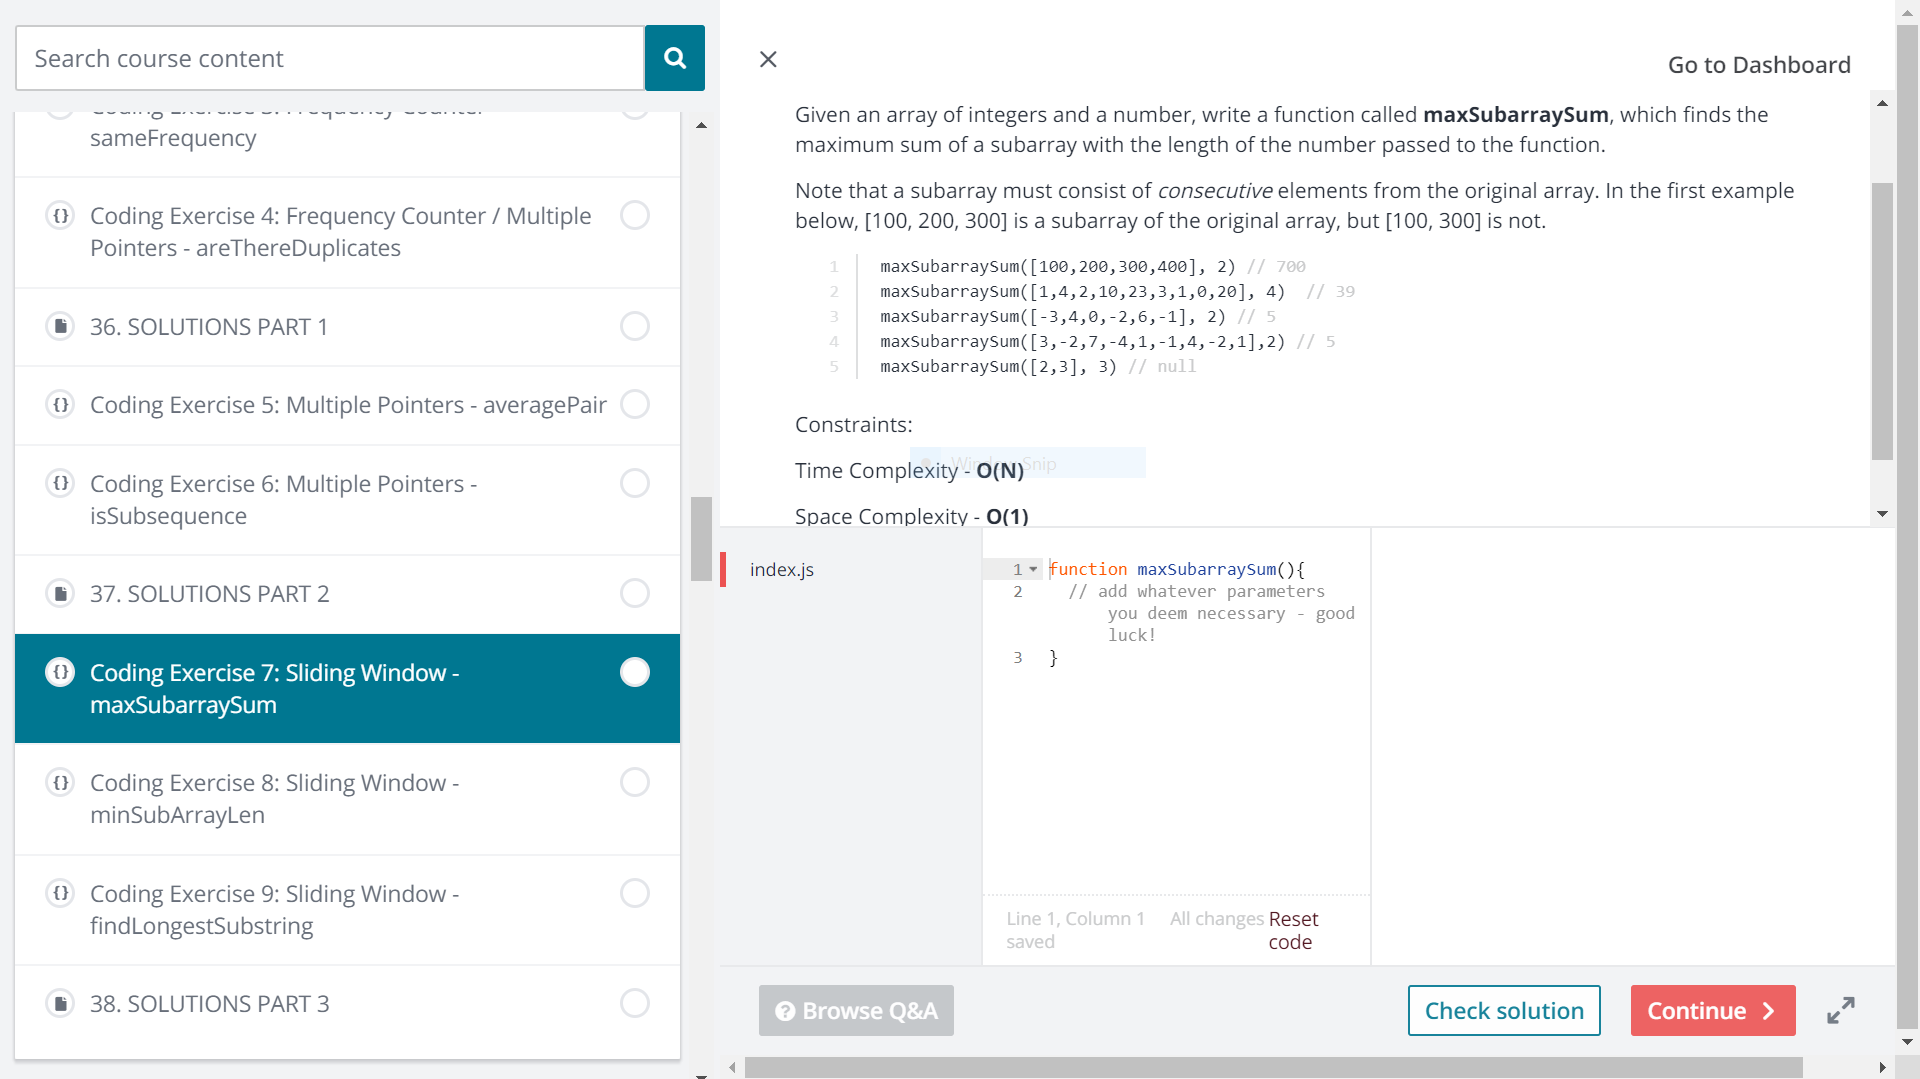 Search course content
Coding Exercise 3: Frequency Counter -
sameFrequency
Coding Exercise 4: Frequency Counter / Multiple
Pointers - areThereDuplicates
36. SOLUTIONS PART 1
Coding Exercise 5: Multiple Pointers - averagePair
Coding Exercise 6: Multiple Pointers -
isSubsequence
37. SOLUTIONS PART 2
Coding Exercise 7: Sliding Window -
maxSubarraySum
Coding Exercise 8: Sliding Window -
minSubArrayLen
Coding Exercise 9: Sliding Window -
findLongestSubstring
38. SOLUTIONS PART 3
Go to Dashboard
Given an array of integers and a number, write a function called maxSubarraySum, which finds the
maximum sum of a subarray with the length of the number passed to the function.
Note that a subarray must consist of consecutive elements from the original array. In the first example
below, [100, 200, 300] is a subarray of the original array, but [100, 300] is not.
1 maxSubarraySum([100,200,300,400], 2) // 700
2 maxSubarraySum([1,4,2,10,23,3,1,0,20], 4)  // 39
3 maxSubarraySum([-3,4,0,-2,6,-1], 2) // 5
4 maxSubarraySum([3,-2,7,-4,1,-1,4,-2,1],2) // 5
5 maxSubarraySum([2,3], 3) // null
Constraints:
Window Snip
Time Complexity - O(N)
Space Complexity - O(1)
index.js
1 function maxSubarraySum(){
2 // add whatever parameters
you deem necessary - good
luck!
3 }
Line 1, Column 1 All changes
saved
Reset
code
Browse Q&A
Check solution
Continue